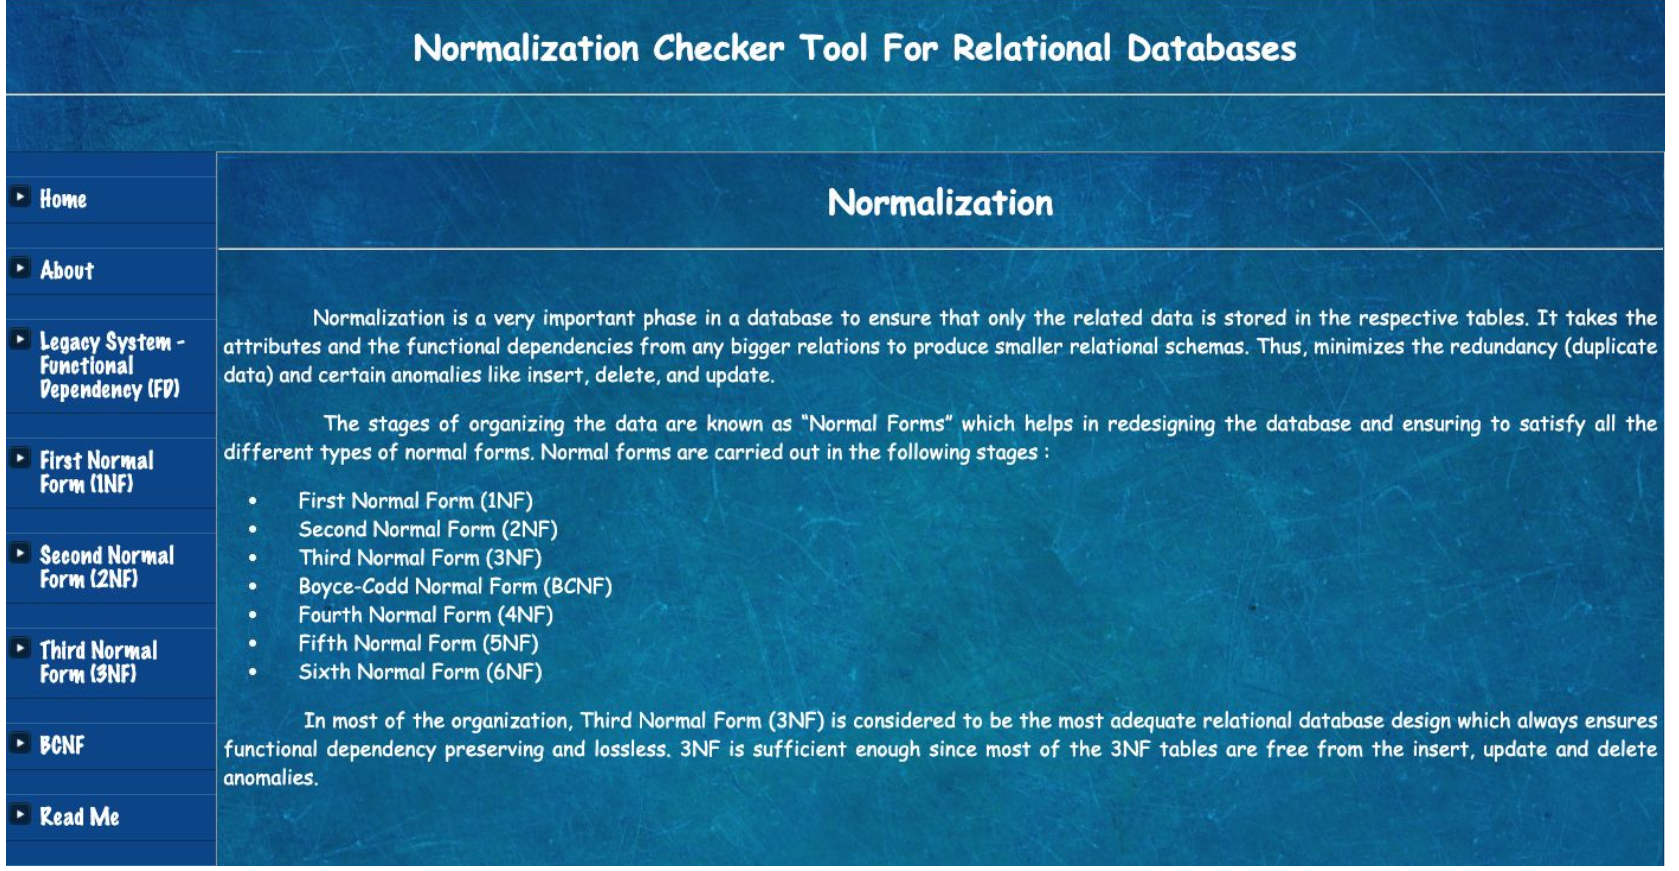 Normalization Checker Tool For Relational Databases
Home
About
Legacy System -
Functional
Dependency (FD)
First Normal
Form (1NF)
Second Normal
Form (2NF)
Third Normal
Form (3NF)
BCNF
Read Me
Normalization
Normalization is a very important phase in a database to ensure that only the related data is stored in the respective tables. It takes the
attributes and the functional dependencies from any bigger relations to produce smaller relational schemas. Thus, minimizes the redundancy (duplicate
data) and certain anomalies like insert, delete, and update.
The stages of organizing the data are known as “Normal Forms” which helps in redesigning the database and ensuring to satisfy all the
different types of normal forms. Normal forms are carried out in the following stages :
• First Normal Form (1NF)
• Second Normal Form (2NF)
• Third Normal Form (3NF)
• Boyce-Codd Normal Form (BCNF)
• Fourth Normal Form (4NF)
• Fifth Normal Form (5NF)
• Sixth Normal Form (6NF)
In most of the organization, Third Normal Form (3NF) is considered to be the most adequate relational database design which always ensures
functional dependency preserving and lossless. 3NF is sufficient enough since most of the 3NF tables are free from the insert, update and delete
anomalies.